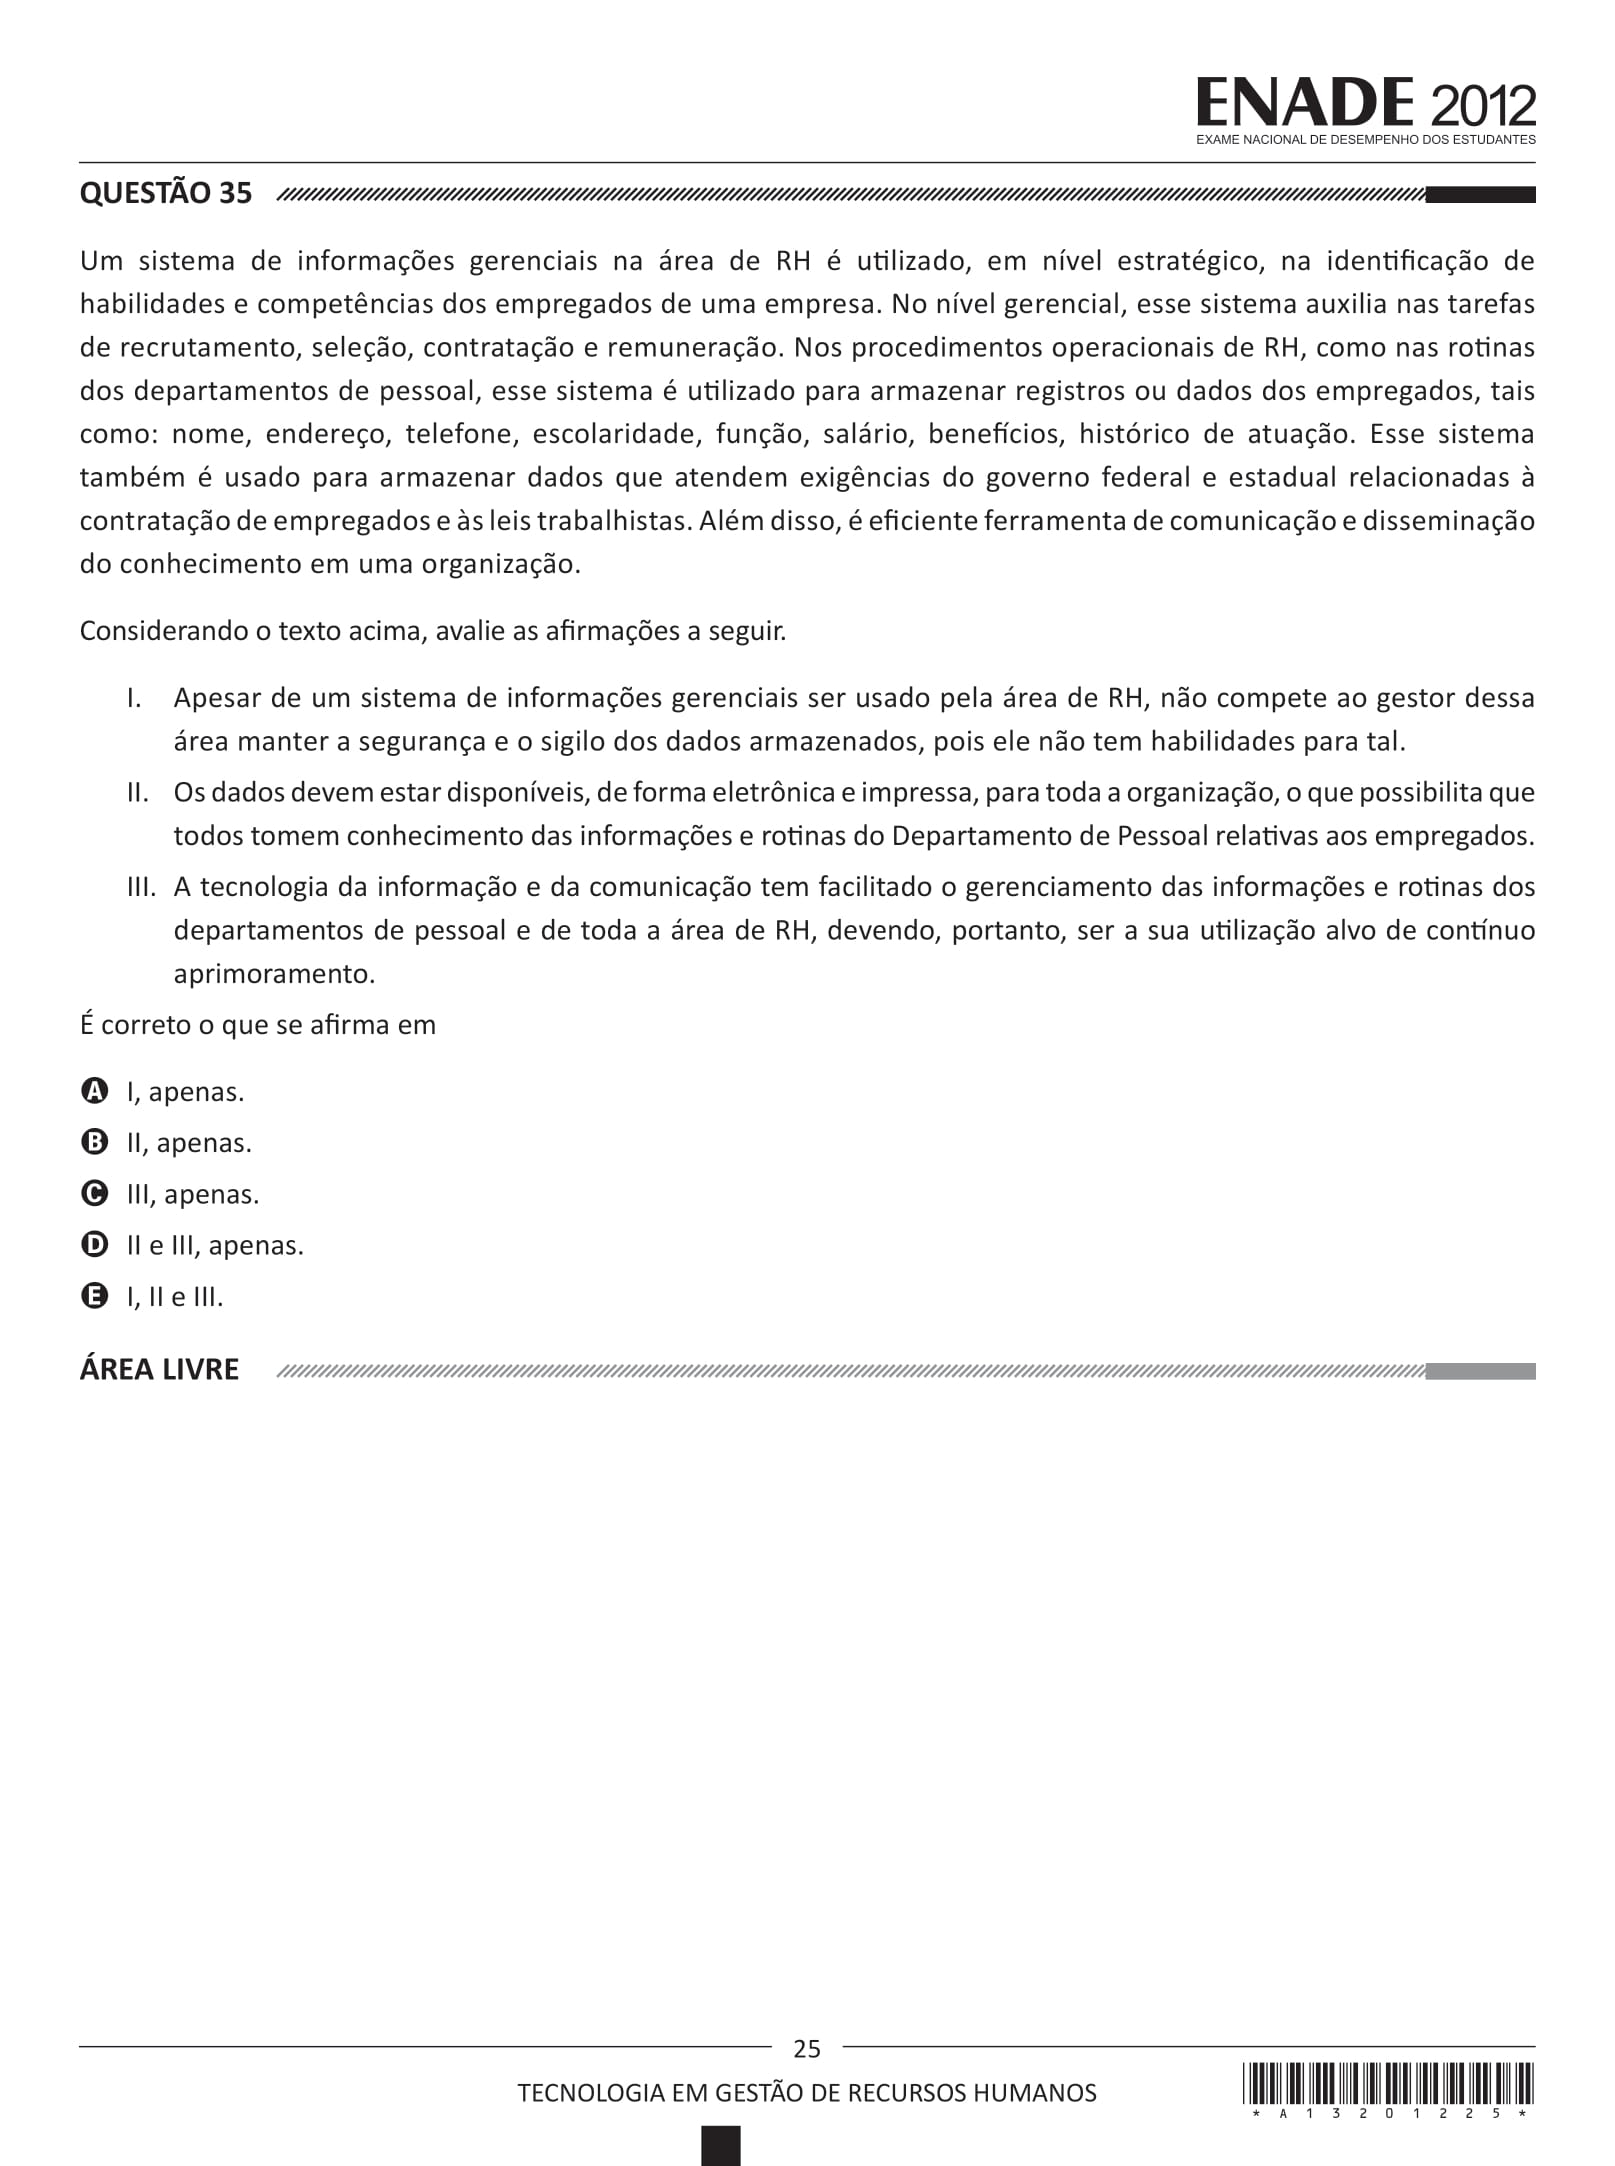 ENADE 2012
EXAME NACIONAL DE DESEMPENHO DOS ESTUDANTES
QUESTÃO 35
Um sistema de informações gerenciais na área de RH é utilizado, em nível estratégico, na identificação de
habilidades e competências dos empregados de uma empresa. No nível gerencial, esse sistema auxilia nas tarefas
de recrutamento, seleção, contratação e remuneração. Nos procedimentos operacionais de RH, como nas rotinas
dos departamentos de pessoal, esse sistema é utilizado para armazenar registros ou dados dos empregados, tais
como: nome, endereço, telefone, escolaridade, função, salário, benefícios, histórico de atuação. Esse sistema
também é usado para armazenar dados que atendem exigências do governo federal e estadual relacionadas à
contratação de empregados e às leis trabalhistas. Além disso, é eficiente ferramenta de comunicação e disseminação
do conhecimento em uma organização.
Considerando o texto acima, avalie as afirmações a seguir.
I. Apesar de um sistema de informações gerenciais ser usado pela área de RH, não compete ao gestor dessa
área manter a segurança e o sigilo dos dados armazenados, pois ele não tem habilidades para tal.
II. Os dados devem estar disponíveis, de forma eletrônica e impressa, para toda a organização, o que possibilita que
todos tomem conhecimento das informações e rotinas do Departamento de Pessoal relativas aos empregados.
III. A tecnologia da informação e da comunicação tem facilitado o gerenciamento das informações e rotinas dos
departamentos de pessoal e de toda a área de RH, devendo, portanto, ser a sua utilização alvo de contínuo
aprimoramento.
É correto o que se afirma em
A I, apenas.
B II, apenas.
C III, apenas.
D II e III, apenas.
E I, II e III.
ÁREA LIVRE
25
TECNOLOGIA EM GESTÃO DE RECURSOS HUMANOS
* A 1 3 2 0 1 2 2 5 *